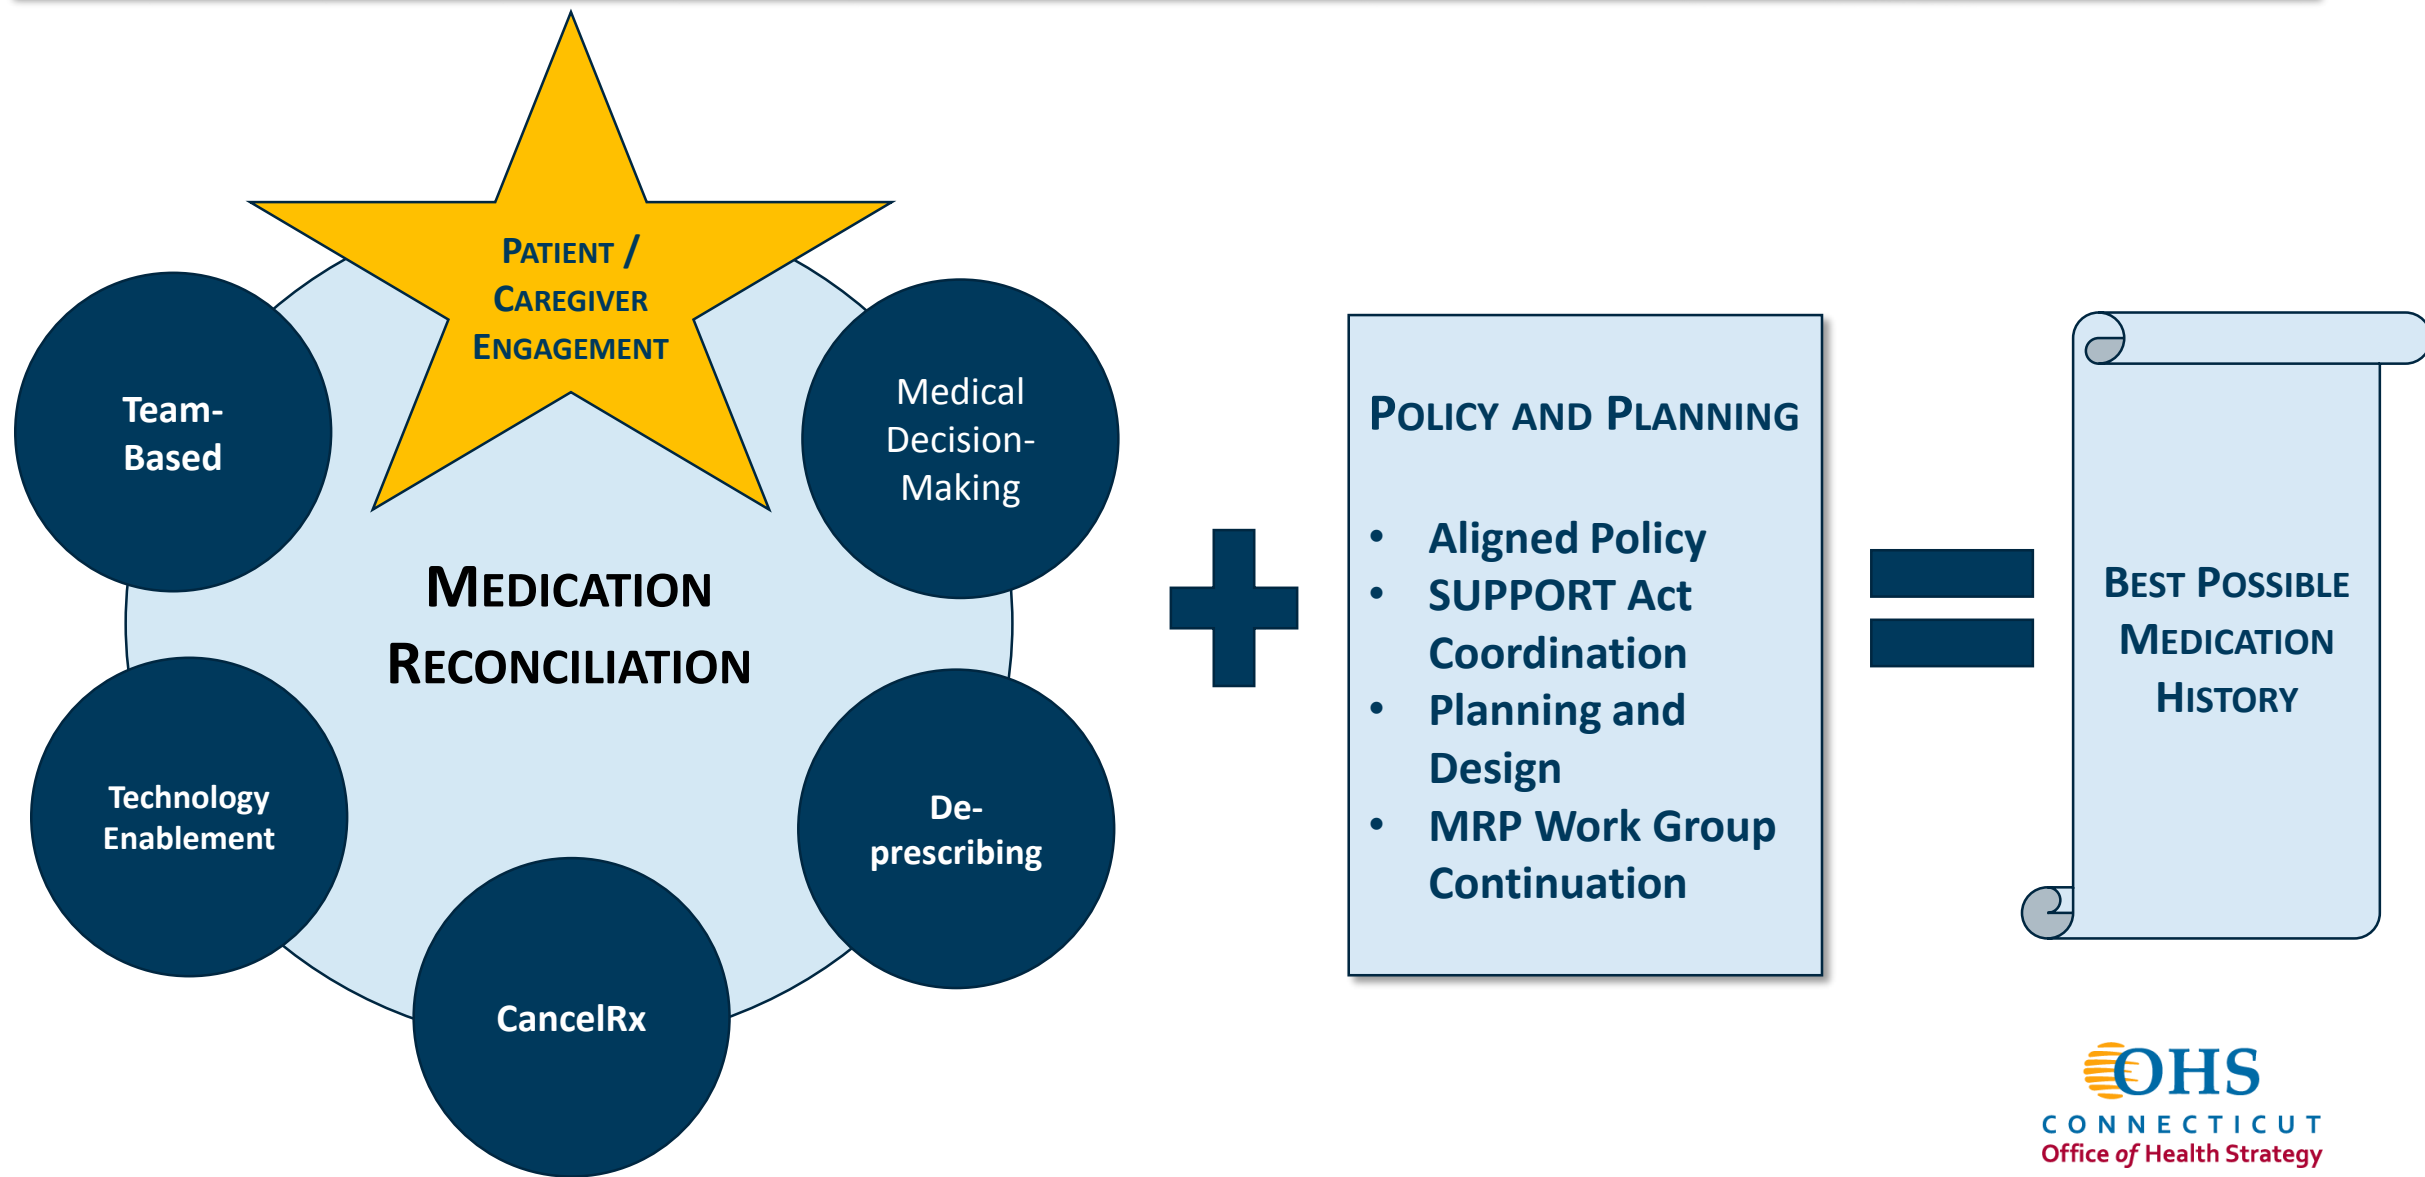 PATIENT /
CAREGIVER
ENGAGEMENT
Team-
Based
Medical
Decision-
Making
MEDICATION
RECONCILIATION
Technology
Enablement
De-
prescribing
CancelRx
POLICY AND PLANNING
• Aligned Policy
• SUPPORT Act
Coordination
• Planning and
Design
• MRP Work Group
Continuation
BEST POSSIBLE
MEDICATION
HISTORY
OHS
CONNECTICUT
Office of Health Strategy